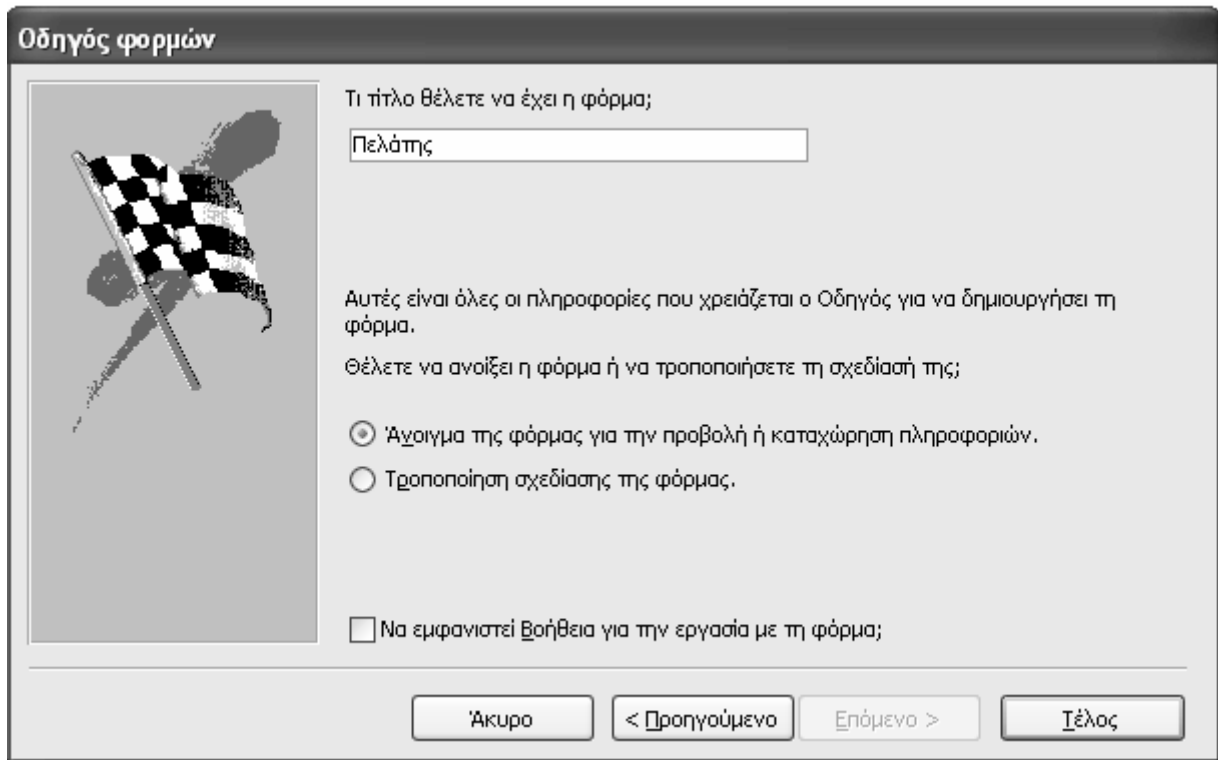 Οδηγός φορμών
Τι τίτλο θέλετε να έχει η φόρμα;
Πελάτης
Αυτές είναι όλες οι πληροφορίες που χρειάζεται ο Οδηγός για να δημιουργήσει τη
φόρμα.
Θέλετε να ανοίξει η φόρμα ή να τροποποιήσετε τη σχεδίασή της;
Άνοιγμα της φόρμας για την προβολή ή καταχώρηση πληροφοριών.
Τροποποίηση σχεδίασης της φόρμας.
Να εμφανιστεί Βοήθεια για την εργασία με τη φόρμα;
Άκυρο
< Προηγούμενο
Επόμενο >
Τέλος